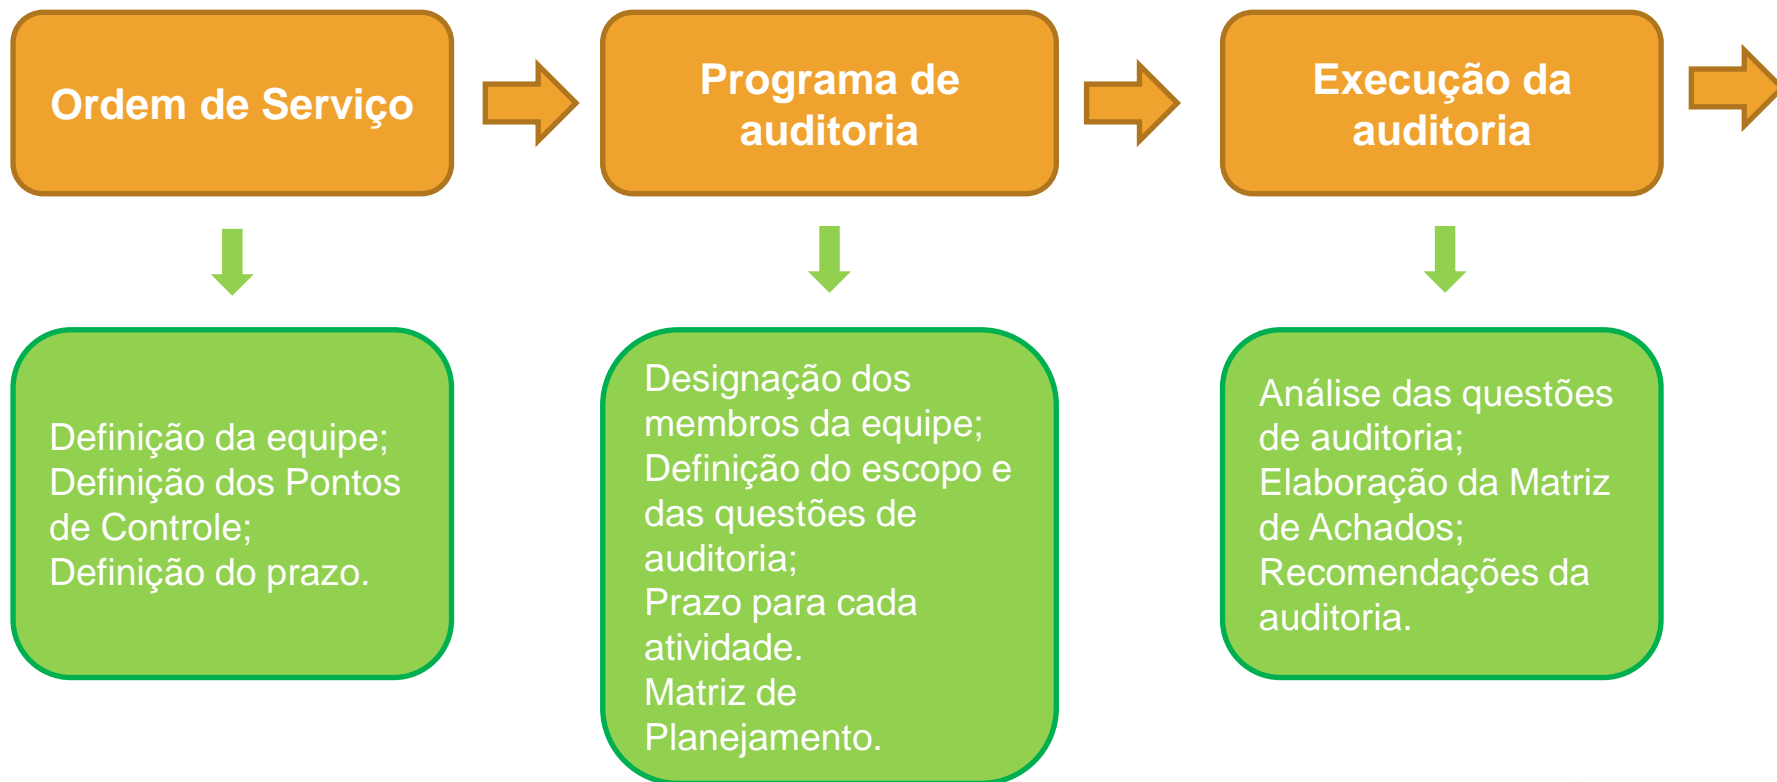 Ordem de Serviço
Programa de
auditoria
Execução da
auditoria
Definição da equipe;
Definição dos Pontos
de Controle;
Definição do prazo.
Designação dos
membros da equipe;
Definição do escopo e
das questões de
auditoria;
Prazo para cada
atividade.
Matriz de
Planejamento.
Análise das questões
de auditoria;
Elaboração da Matriz
de Achados;
Recomendações da
auditoria.